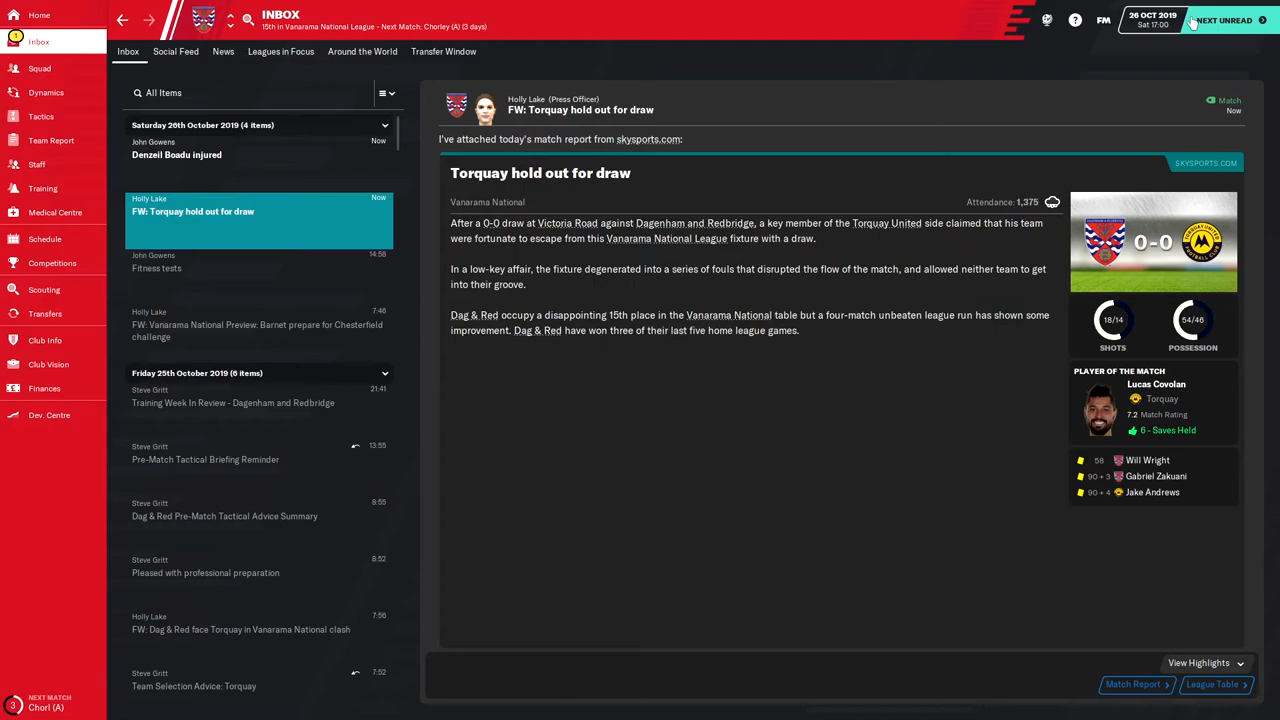 Home
INBOX
15th in Vanarama National League - Next Match: Chorley (A) (3 days)
FM
26 OCT 2019
Sat 17:00
NEXT UNREAD
1
Inbox
Squad
Dynamics
Tactics
Team Report
Staff
Training
Medical Centre
Schedule
Competitions
Scouting
Transfers
Club Info
Club Vision
Finances
Dev. Centre
3
NEXT MATCH
Chorl (A)
Inbox
Social Feed
News
Leagues in Focus
Around the World
Transfer Window
All Items
Saturday 26th October 2019 (4 items)
John Gowens
Now
Denzeil Boadu injured
Holly Lake
Now
FW: Torquay hold out for draw
John Gowens
14:58
Fitness tests
Holly Lake
7:46
FW: Vanarama National Preview: Barnet prepare for Chesterfield
challenge
Friday 25th October 2019 (6 items)
Steve Gritt
21:41
Training Week In Review - Dagenham and Redbridge
Steve Gritt
13:55
Pre-Match Tactical Briefing Reminder
Steve Gritt
8:55
Dag & Red Pre-Match Tactical Advice Summary
Steve Gritt
8:52
Pleased with professional preparation
Holly Lake
7:56
FW: Dag & Red face Torquay in Vanarama National clash
Steve Gritt
7:52
Team Selection Advice: Torquay
Holly Lake (Press Officer)
FW: Torquay hold out for draw
Match
Now
I've attached today's match report from skysports.com:
SKYSPORTS.COM
Torquay hold out for draw
Vanarama National
Attendance: 1,375
After a 0-0 draw at Victoria Road against Dagenham and Redbridge, a key member of the Torquay United side claimed that his team
were fortunate to escape from this Vanarama National League fixture with a draw.
In a low-key affair, the fixture degenerated into a series of fouls that disrupted the flow of the match, and allowed neither team to get
into their groove.
Dag & Red occupy a disappointing 15th place in the Vanarama National table but a four-match unbeaten league run has shown some
improvement. Dag & Red have won three of their last five home league games.
0-0
18/14
SHOTS
54/46
POSSESSION
PLAYER OF THE MATCH
Lucas Covolan
Torquay
7.2 Match Rating
6 - Saves Held
58 Will Wright
90 + 3 Gabriel Zakuani
90 + 4 Jake Andrews
View Highlights
Match Report
League Table